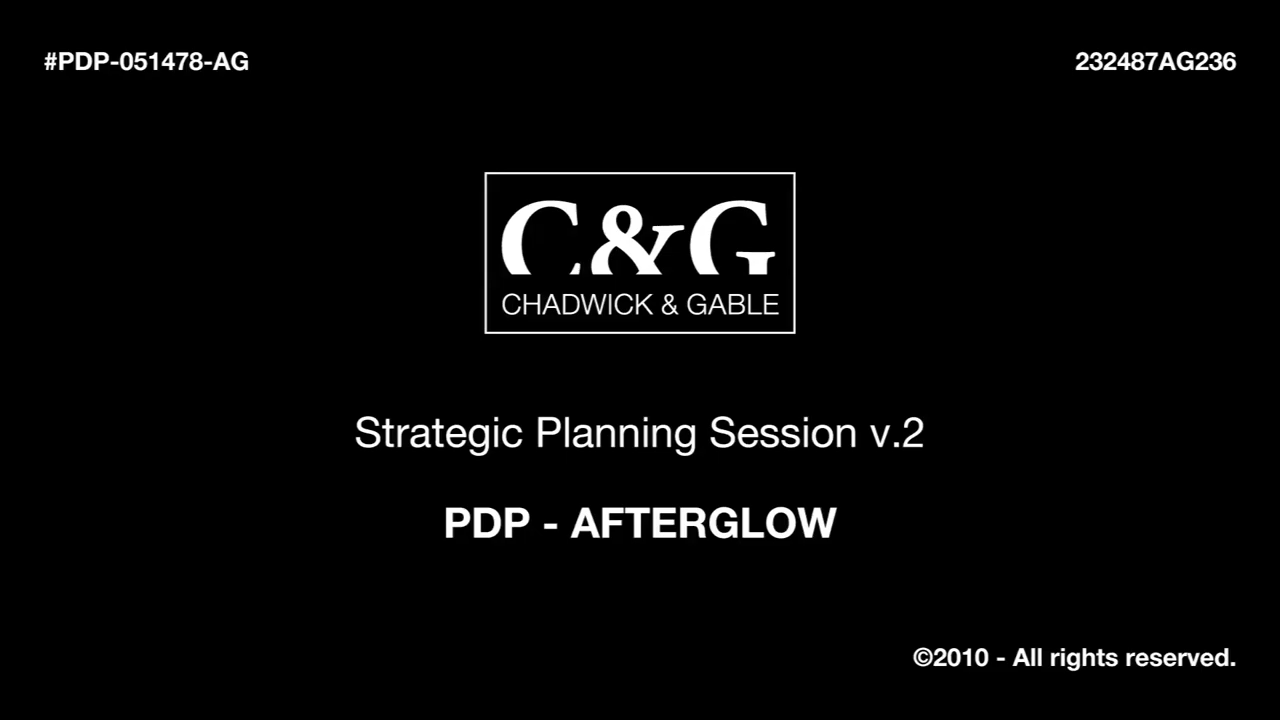 #PDP-051478-AG
232487AG236
C&G
CHADWICK & GABLE
Strategic Planning Session v.2
PDP - AFTERGLOW
©2010 - All rights reserved.